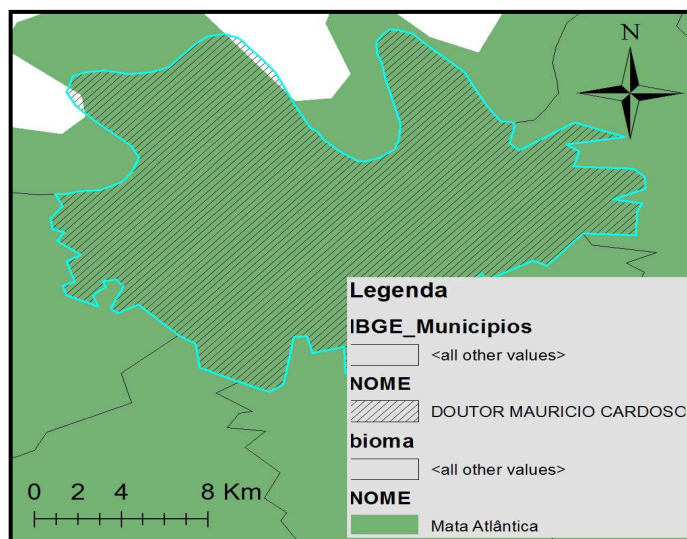 N
Legenda
IBGE_Municipios
<all other values>
NOME
DOUTOR MAURICIO CARDOSO
bioma
<all other values>
NOME
Mata Atlântica
0 2 4 8 Km